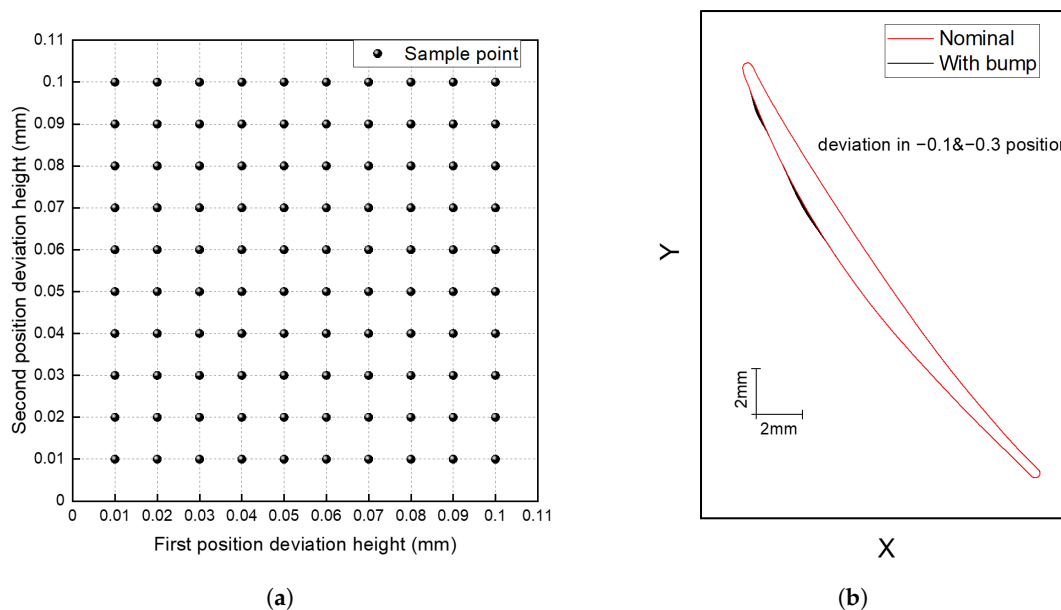 0.11
0.1
0.09
0.08
0.07
0.06
0.05
0.04
0.03
0.02
0.01
0
Second position deviation height (mm)
Sample point
0 0.01 0.02 0.03 0.04 0.05 0.06 0.07 0.08 0.09 0.1 0.11
First position deviation height (mm)
(a)
Nominal
With bump
deviation in −0.1&−0.3 position
Y
2mm
2mm
X
(b)